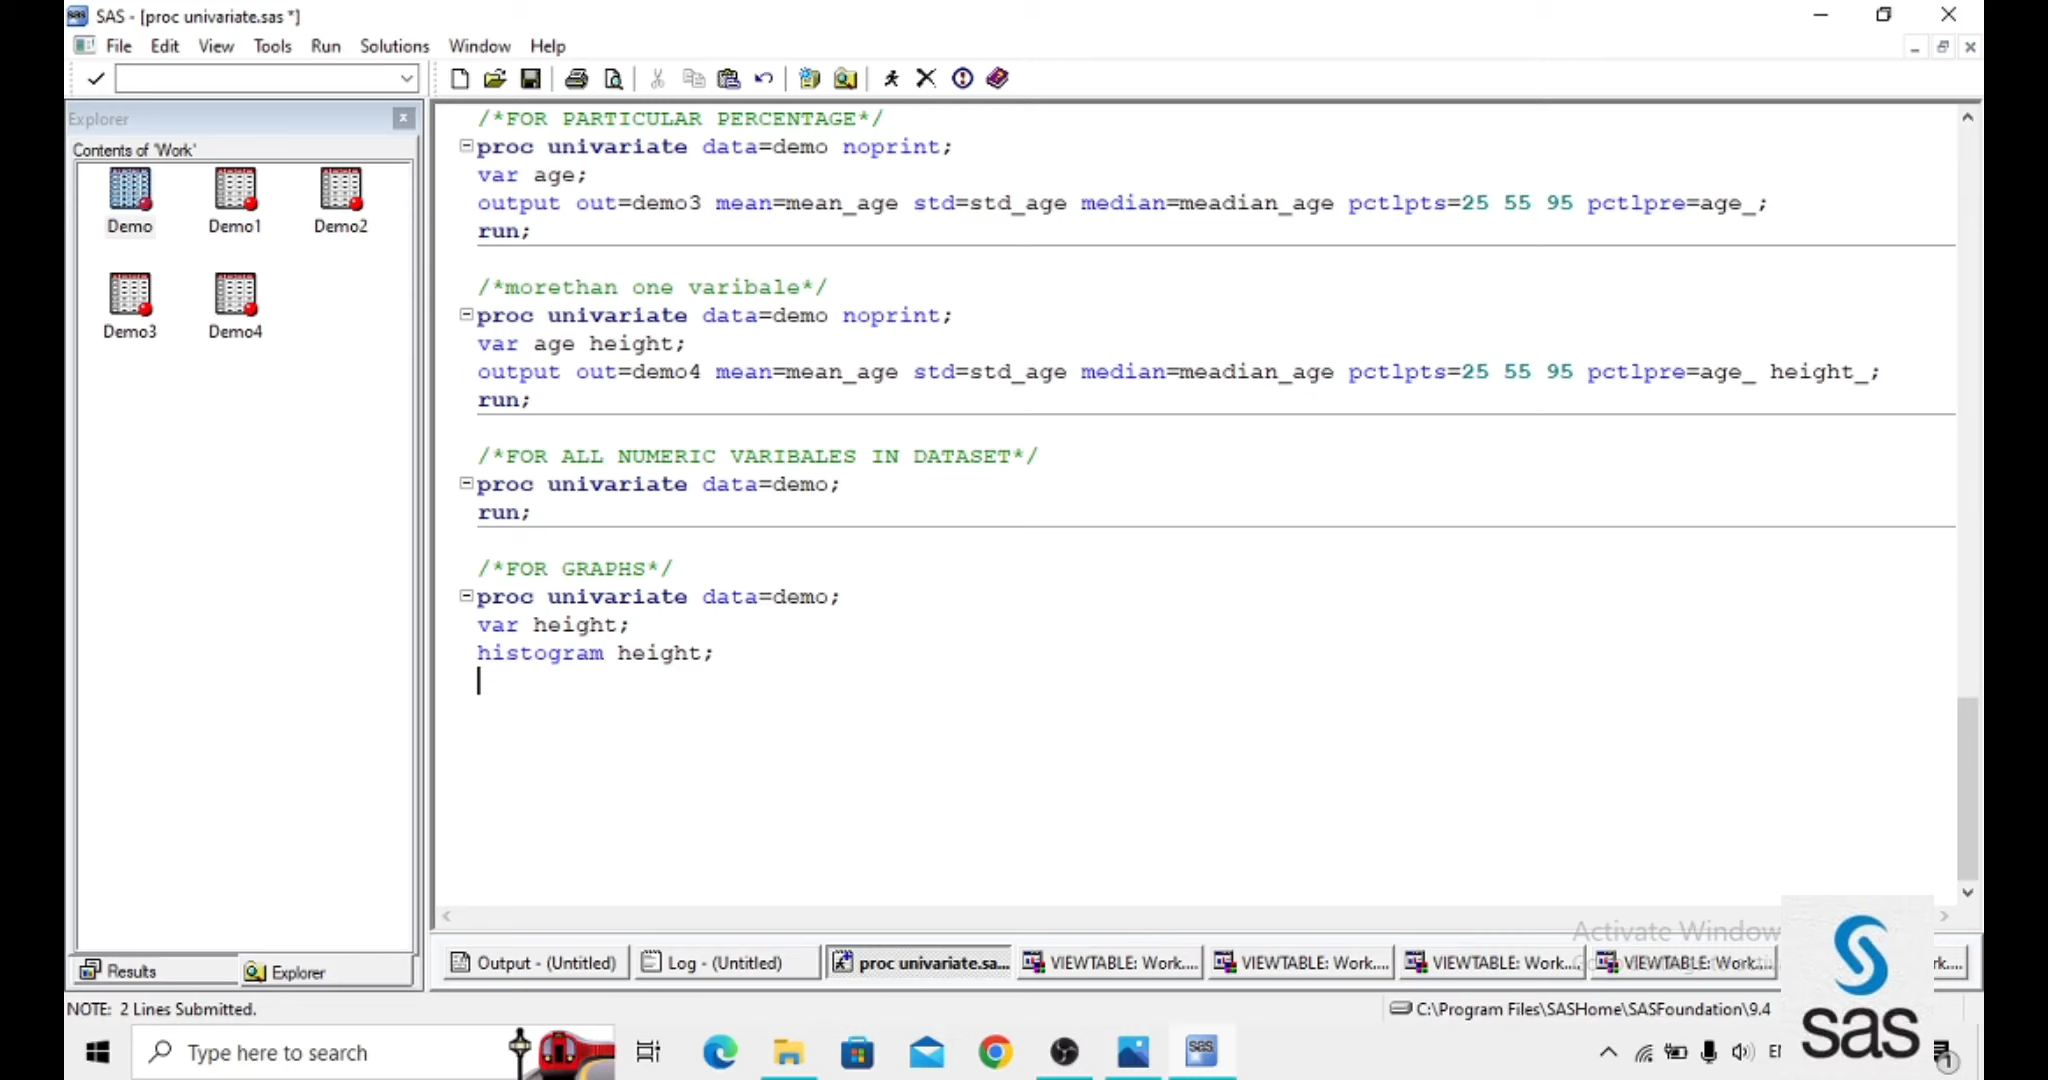 SAS - [proc univariate.sas *]
File Edit View Tools Run Solutions Window Help
Explorer
Contents of 'Work'
Demo Demo1 Demo2
Demo3 Demo4
/*FOR PARTICULAR PERCENTAGE*/
proc univariate data=demo noprint;
var age;
output out=demo3 mean=mean_age std=std_age median=meadian_age pctlpts=25 55 95 pctlpre=age_;
run;
/*morethan one varibale*/
proc univariate data=demo noprint;
var age height;
output out=demo4 mean=mean_age std=std_age median=meadian_age pctlpts=25 55 95 pctlpre=age_ height_;
run;
/*FOR ALL NUMERIC VARIBALES IN DATASET*/
proc univariate data=demo;
run;
/*FOR GRAPHS*/
proc univariate data=demo;
var height;
histogram height;
Activate Window
Results Explorer
Output - (Untitled) Log - (Untitled) proc univariate.sa... VIEWTABLE: Work.... VIEWTABLE: Work.... VIEWTABLE: Work.... VIEWTABLE: Work.... rk....
NOTE: 2 Lines Submitted.
C:\Program Files\SASHome\SASFoundation\9.4
sas
Type here to search
sas
1